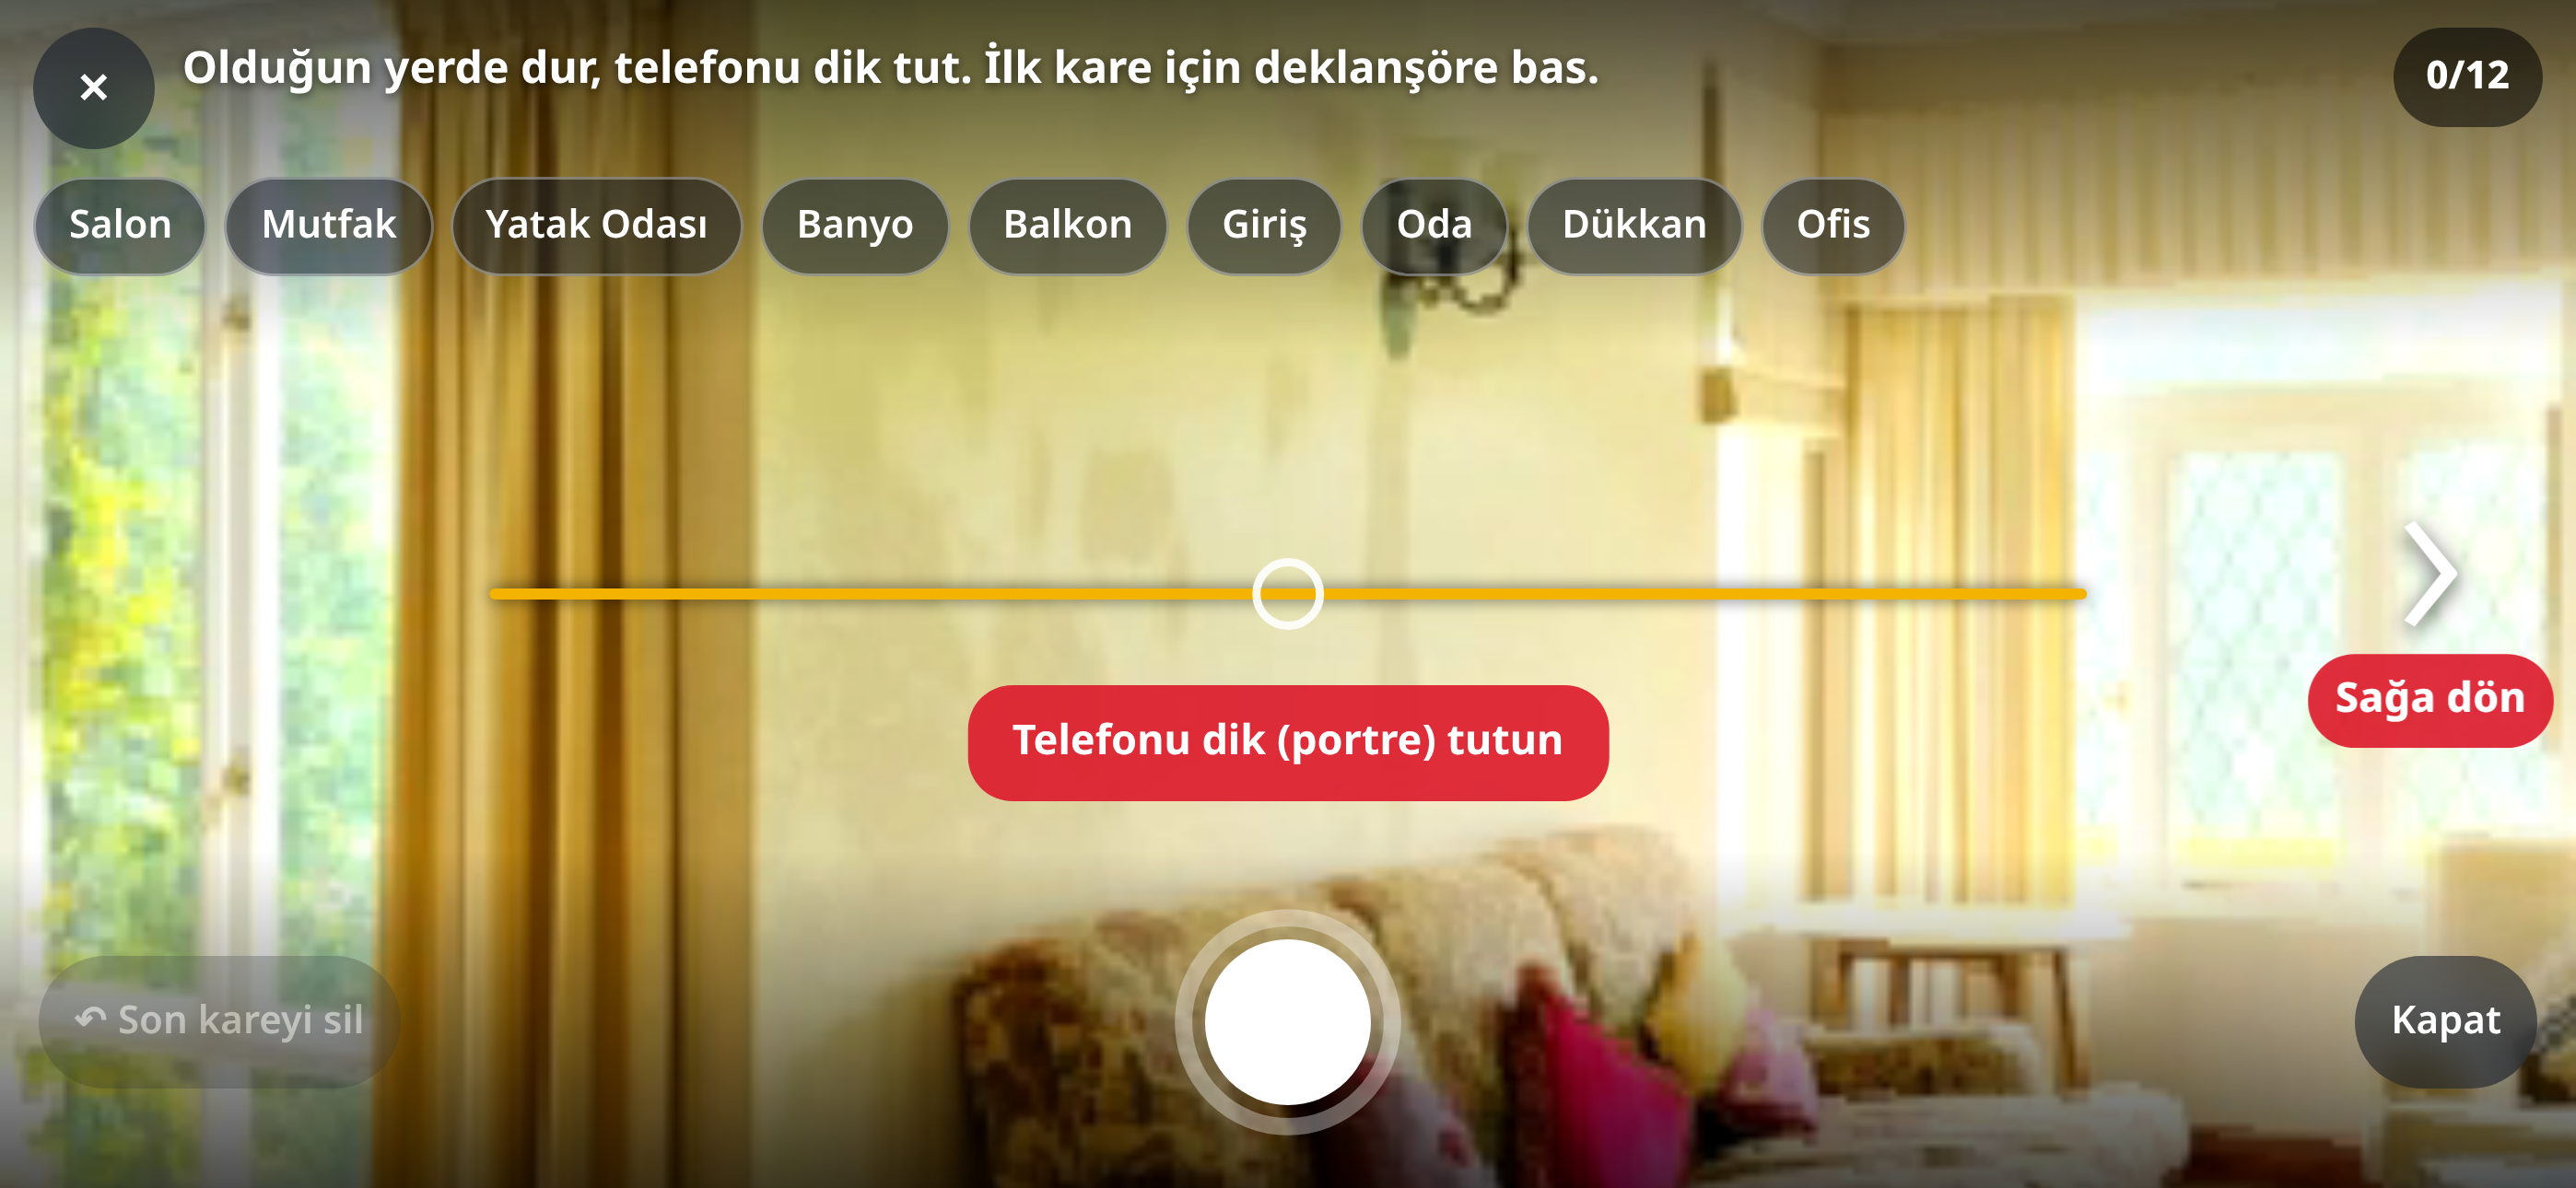 ×
Olduğun yerde dur, telefonu dik tut. İlk kare için deklanşöre bas.
0/12
Salon
Mutfak
Yatak Odası
Banyo
Balkon
Giriş
Oda
Dükkan
Ofis
Sağa dön
Telefonu dik (portre) tutun
↶ Son kareyi sil
Kapat